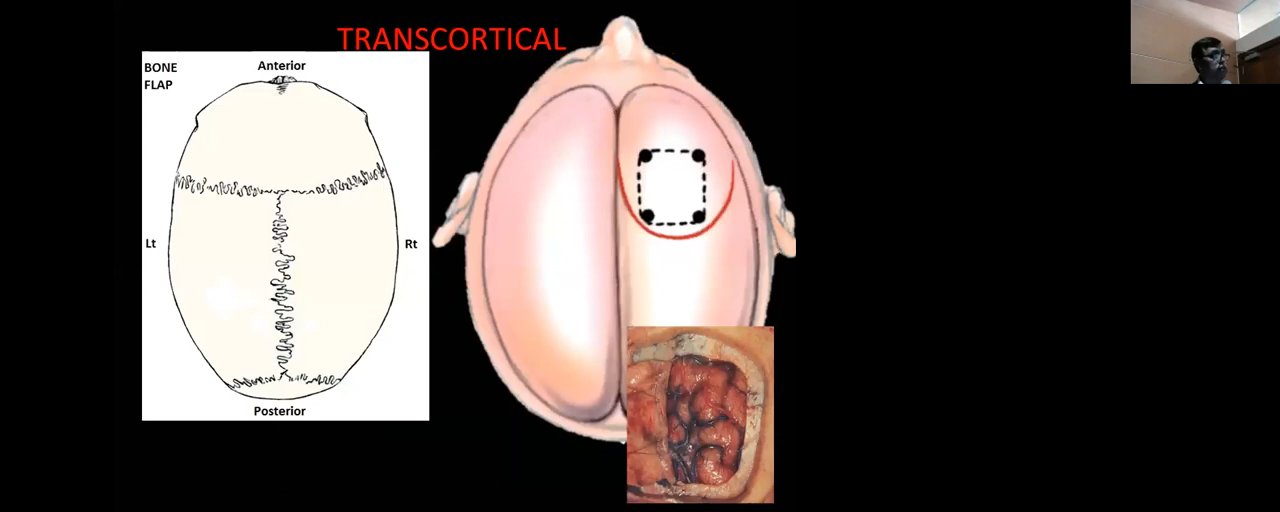 TRANSCORTICAL
BONE
FLAP
Anterior
Lt
Rt
Posterior